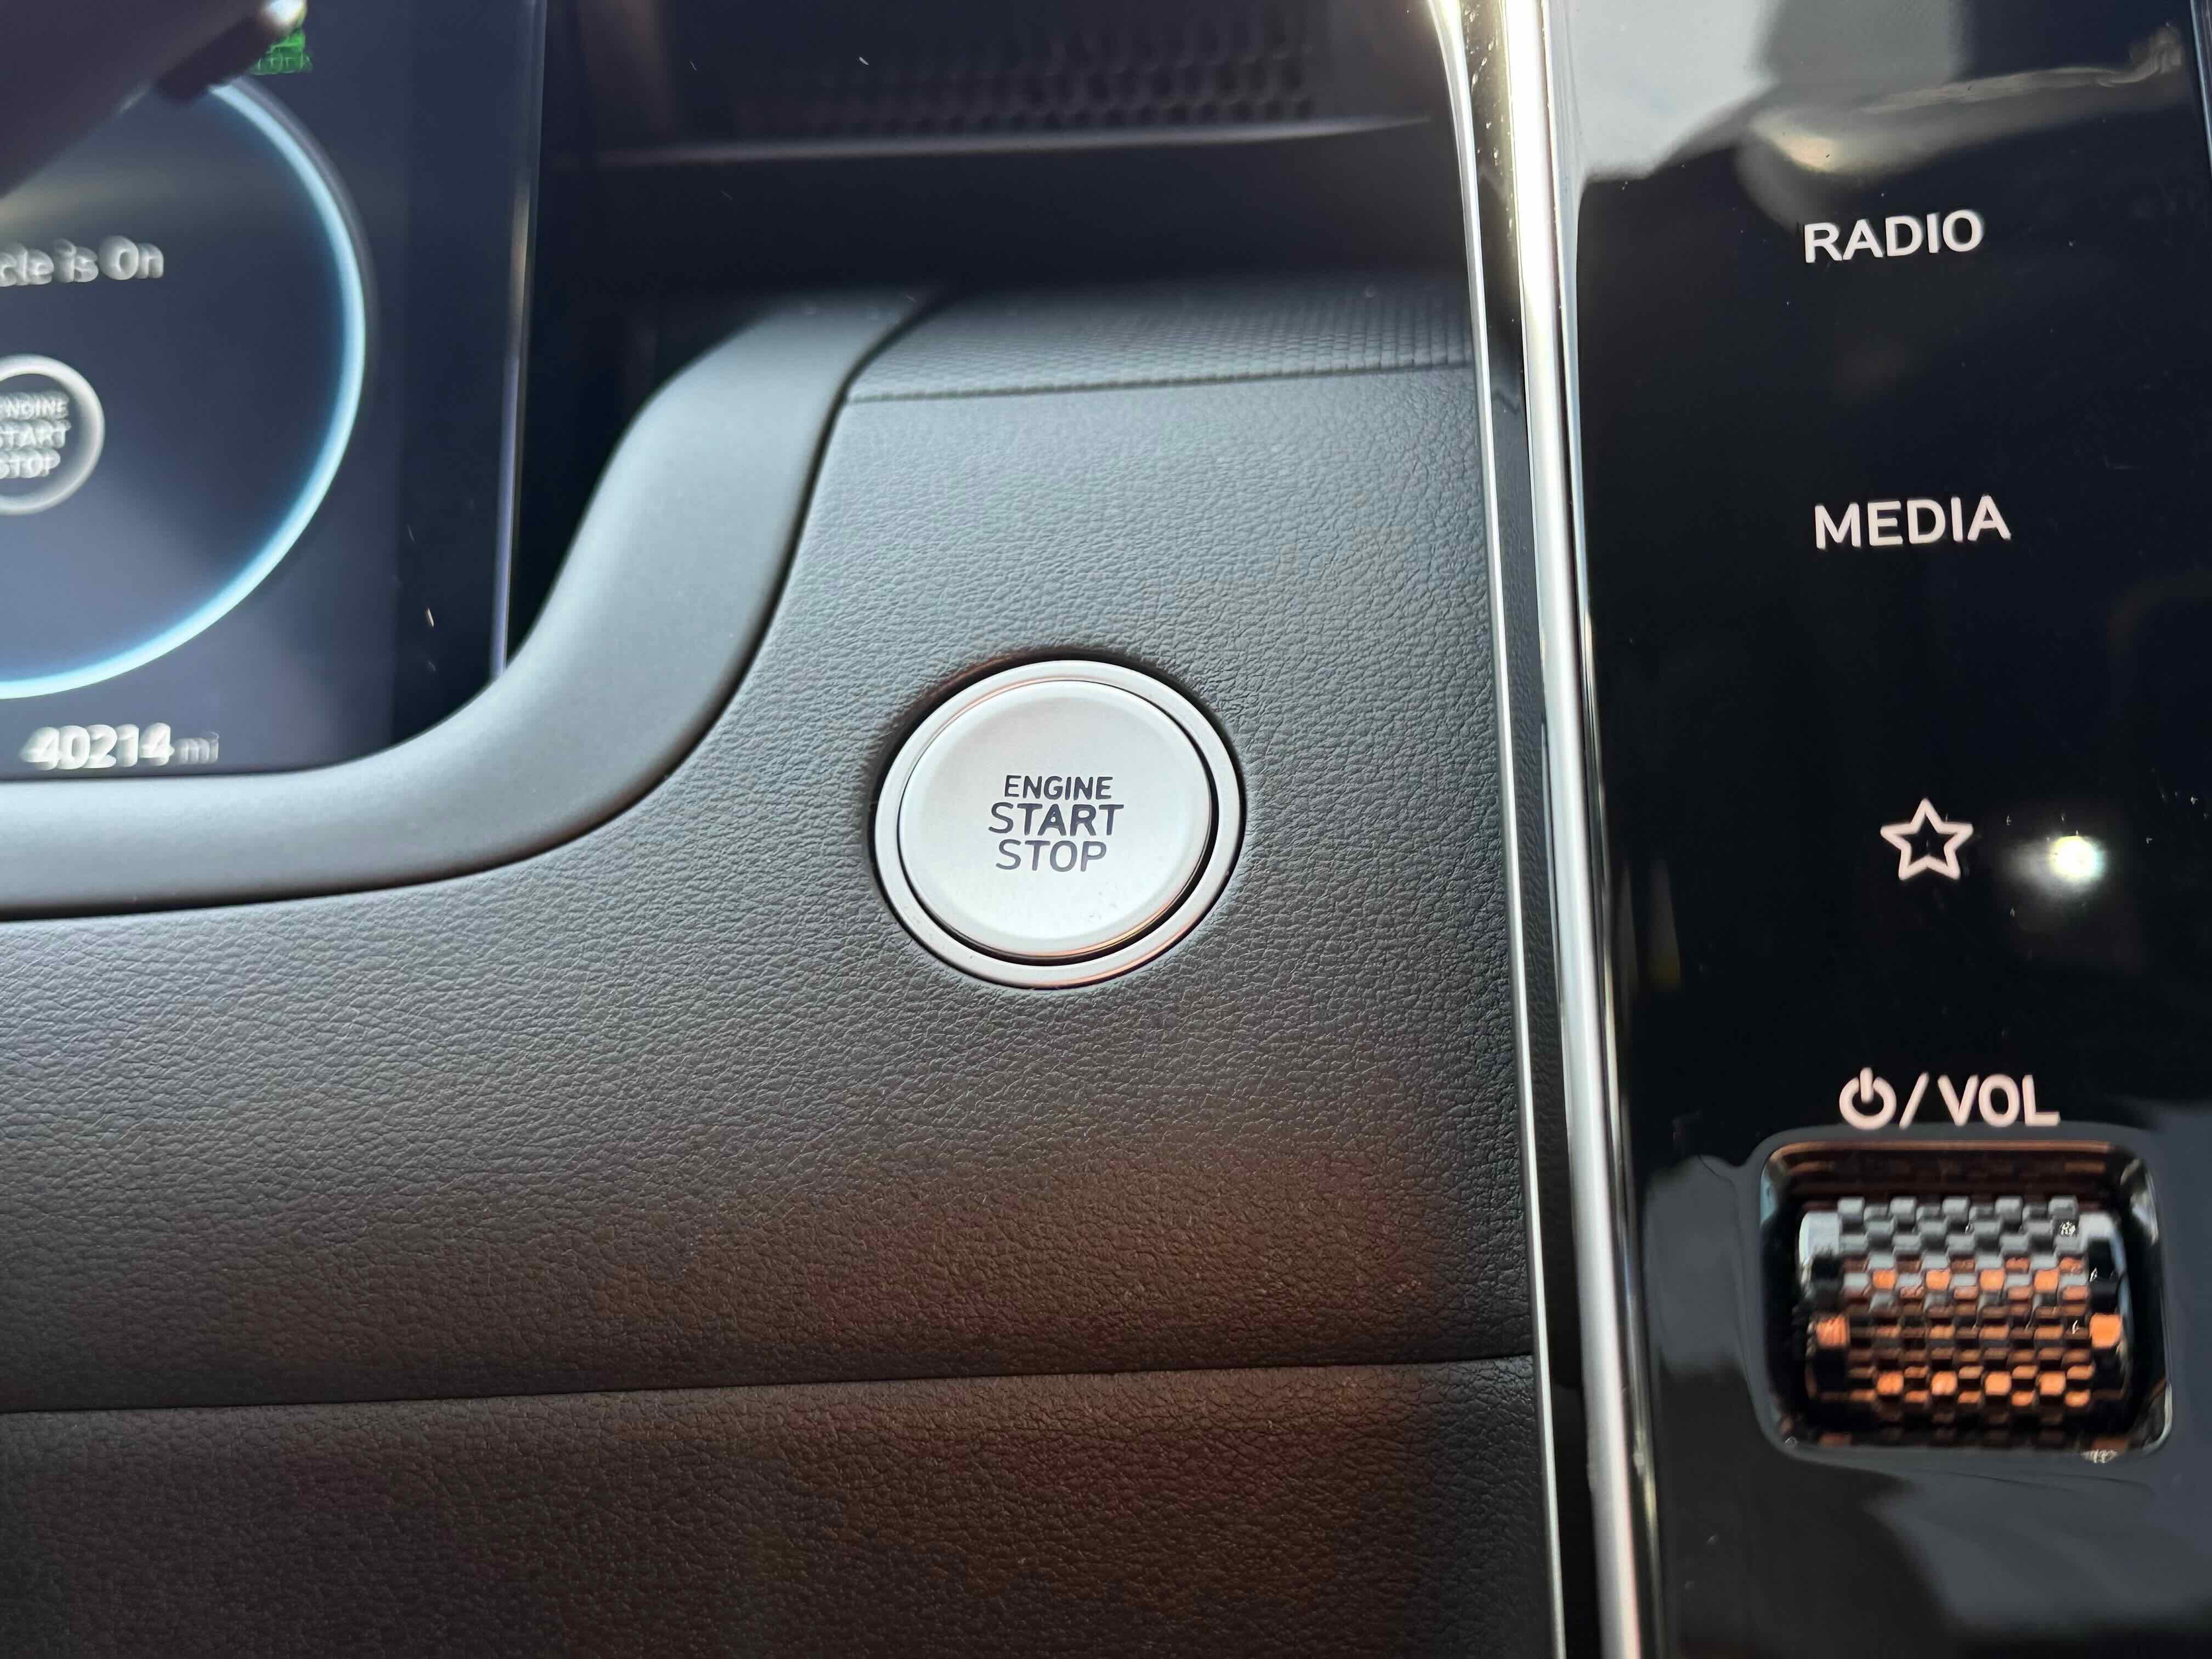 cle is On
ENGINE
START
STOP
40214 mi
ENGINE
START
STOP
RADIO
MEDIA
/ VOL